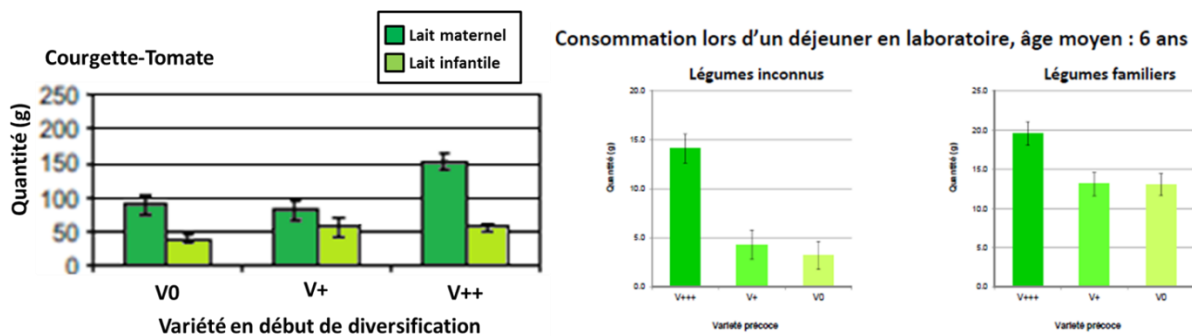 Lait maternel
Lait infantile
Courgette-Tomate
Quantité (g)
250
200
150
100
50
0
V0 V+ V++
Variété en début de diversification
Consommation lors d’un déjeuner en laboratoire, âge moyen : 6 ans
Légumes inconnus
Quantité (g)
20.0
15.0
10.0
5.0
0.0
V+++ V+ V0
Varieté précoce
Légumes familiers
Quantité (g)
25.0
20.0
15.0
10.0
5.0
0.0
V+++ V+ V0
Varieté précoce